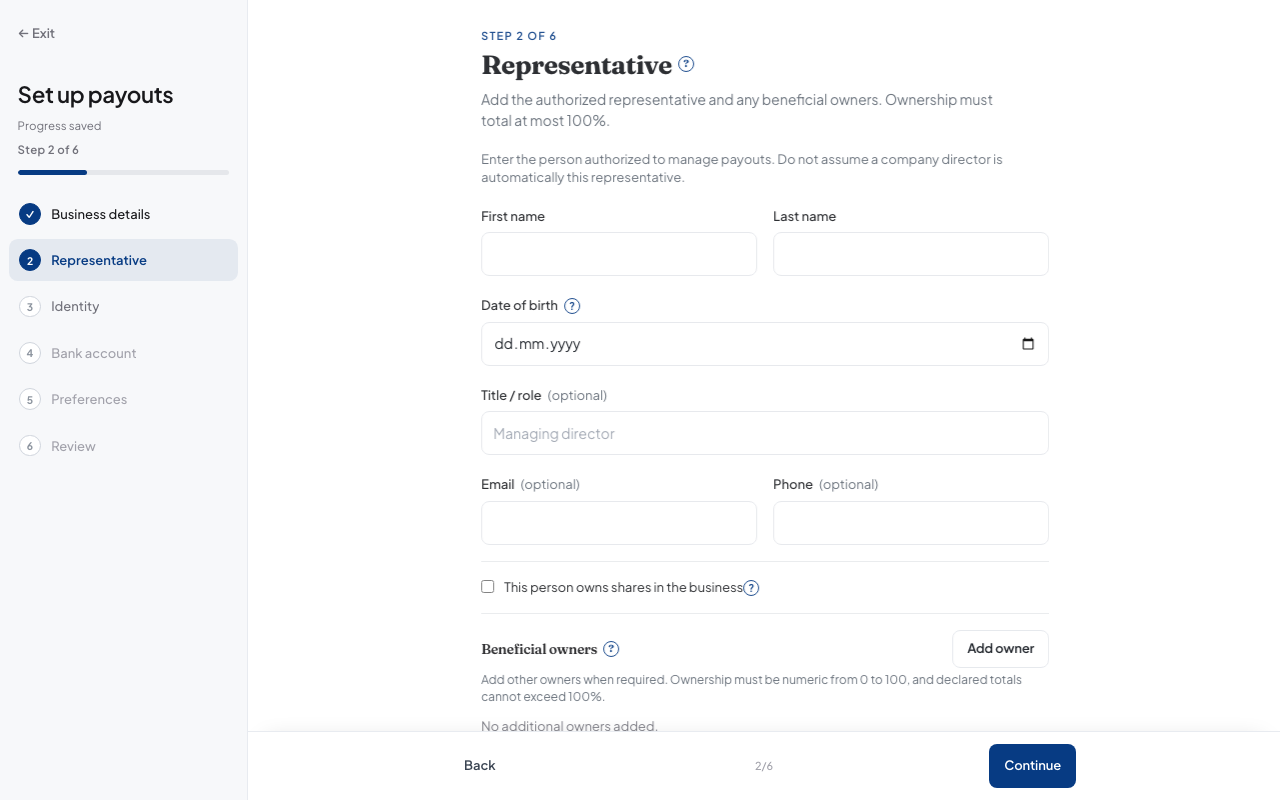 ← Exit
Set up payouts
Progress saved
Step 2 of 6
Business details
2 Representative
3 Identity
4 Bank account
5 Preferences
6 Review
STEP 2 OF 6
Representative ?
Add the authorized representative and any beneficial owners. Ownership must
total at most 100%.
Enter the person authorized to manage payouts. Do not assume a company director is
automatically this representative.
First name Last name
Date of birth ?
dd.mm.yyyy
Title / role (optional)
Managing director
Email (optional) Phone (optional)
This person owns shares in the business ?
Beneficial owners ? Add owner
Add other owners when required. Ownership must be numeric from 0 to 100, and declared totals
cannot exceed 100%.
No additional owners added.
Back 2/6 Continue